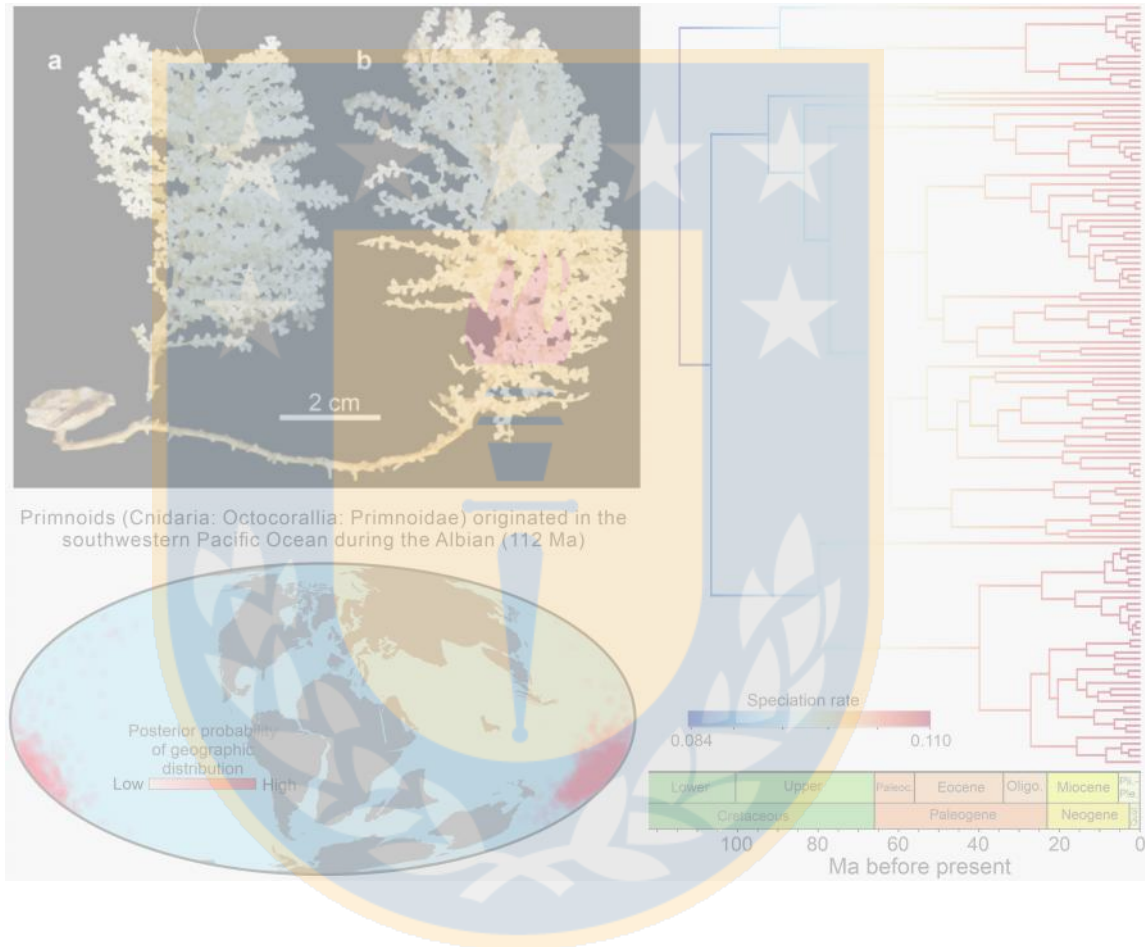 a
b
2 cm
Primnoids (Cnidaria: Octocorallia: Primnoidae) originated in the
southwestern Pacific Ocean during the Albian (112 Ma)
Posterior probability
of geographic
distribution
Low
High
Speciation rate
0.084
0.110
Lower
Upper
Paleoc.
Eocene
Oligo.
Miocene
Cretaceous
Paleogene
Neogene
100
80
60
40
20
0
Ma before present